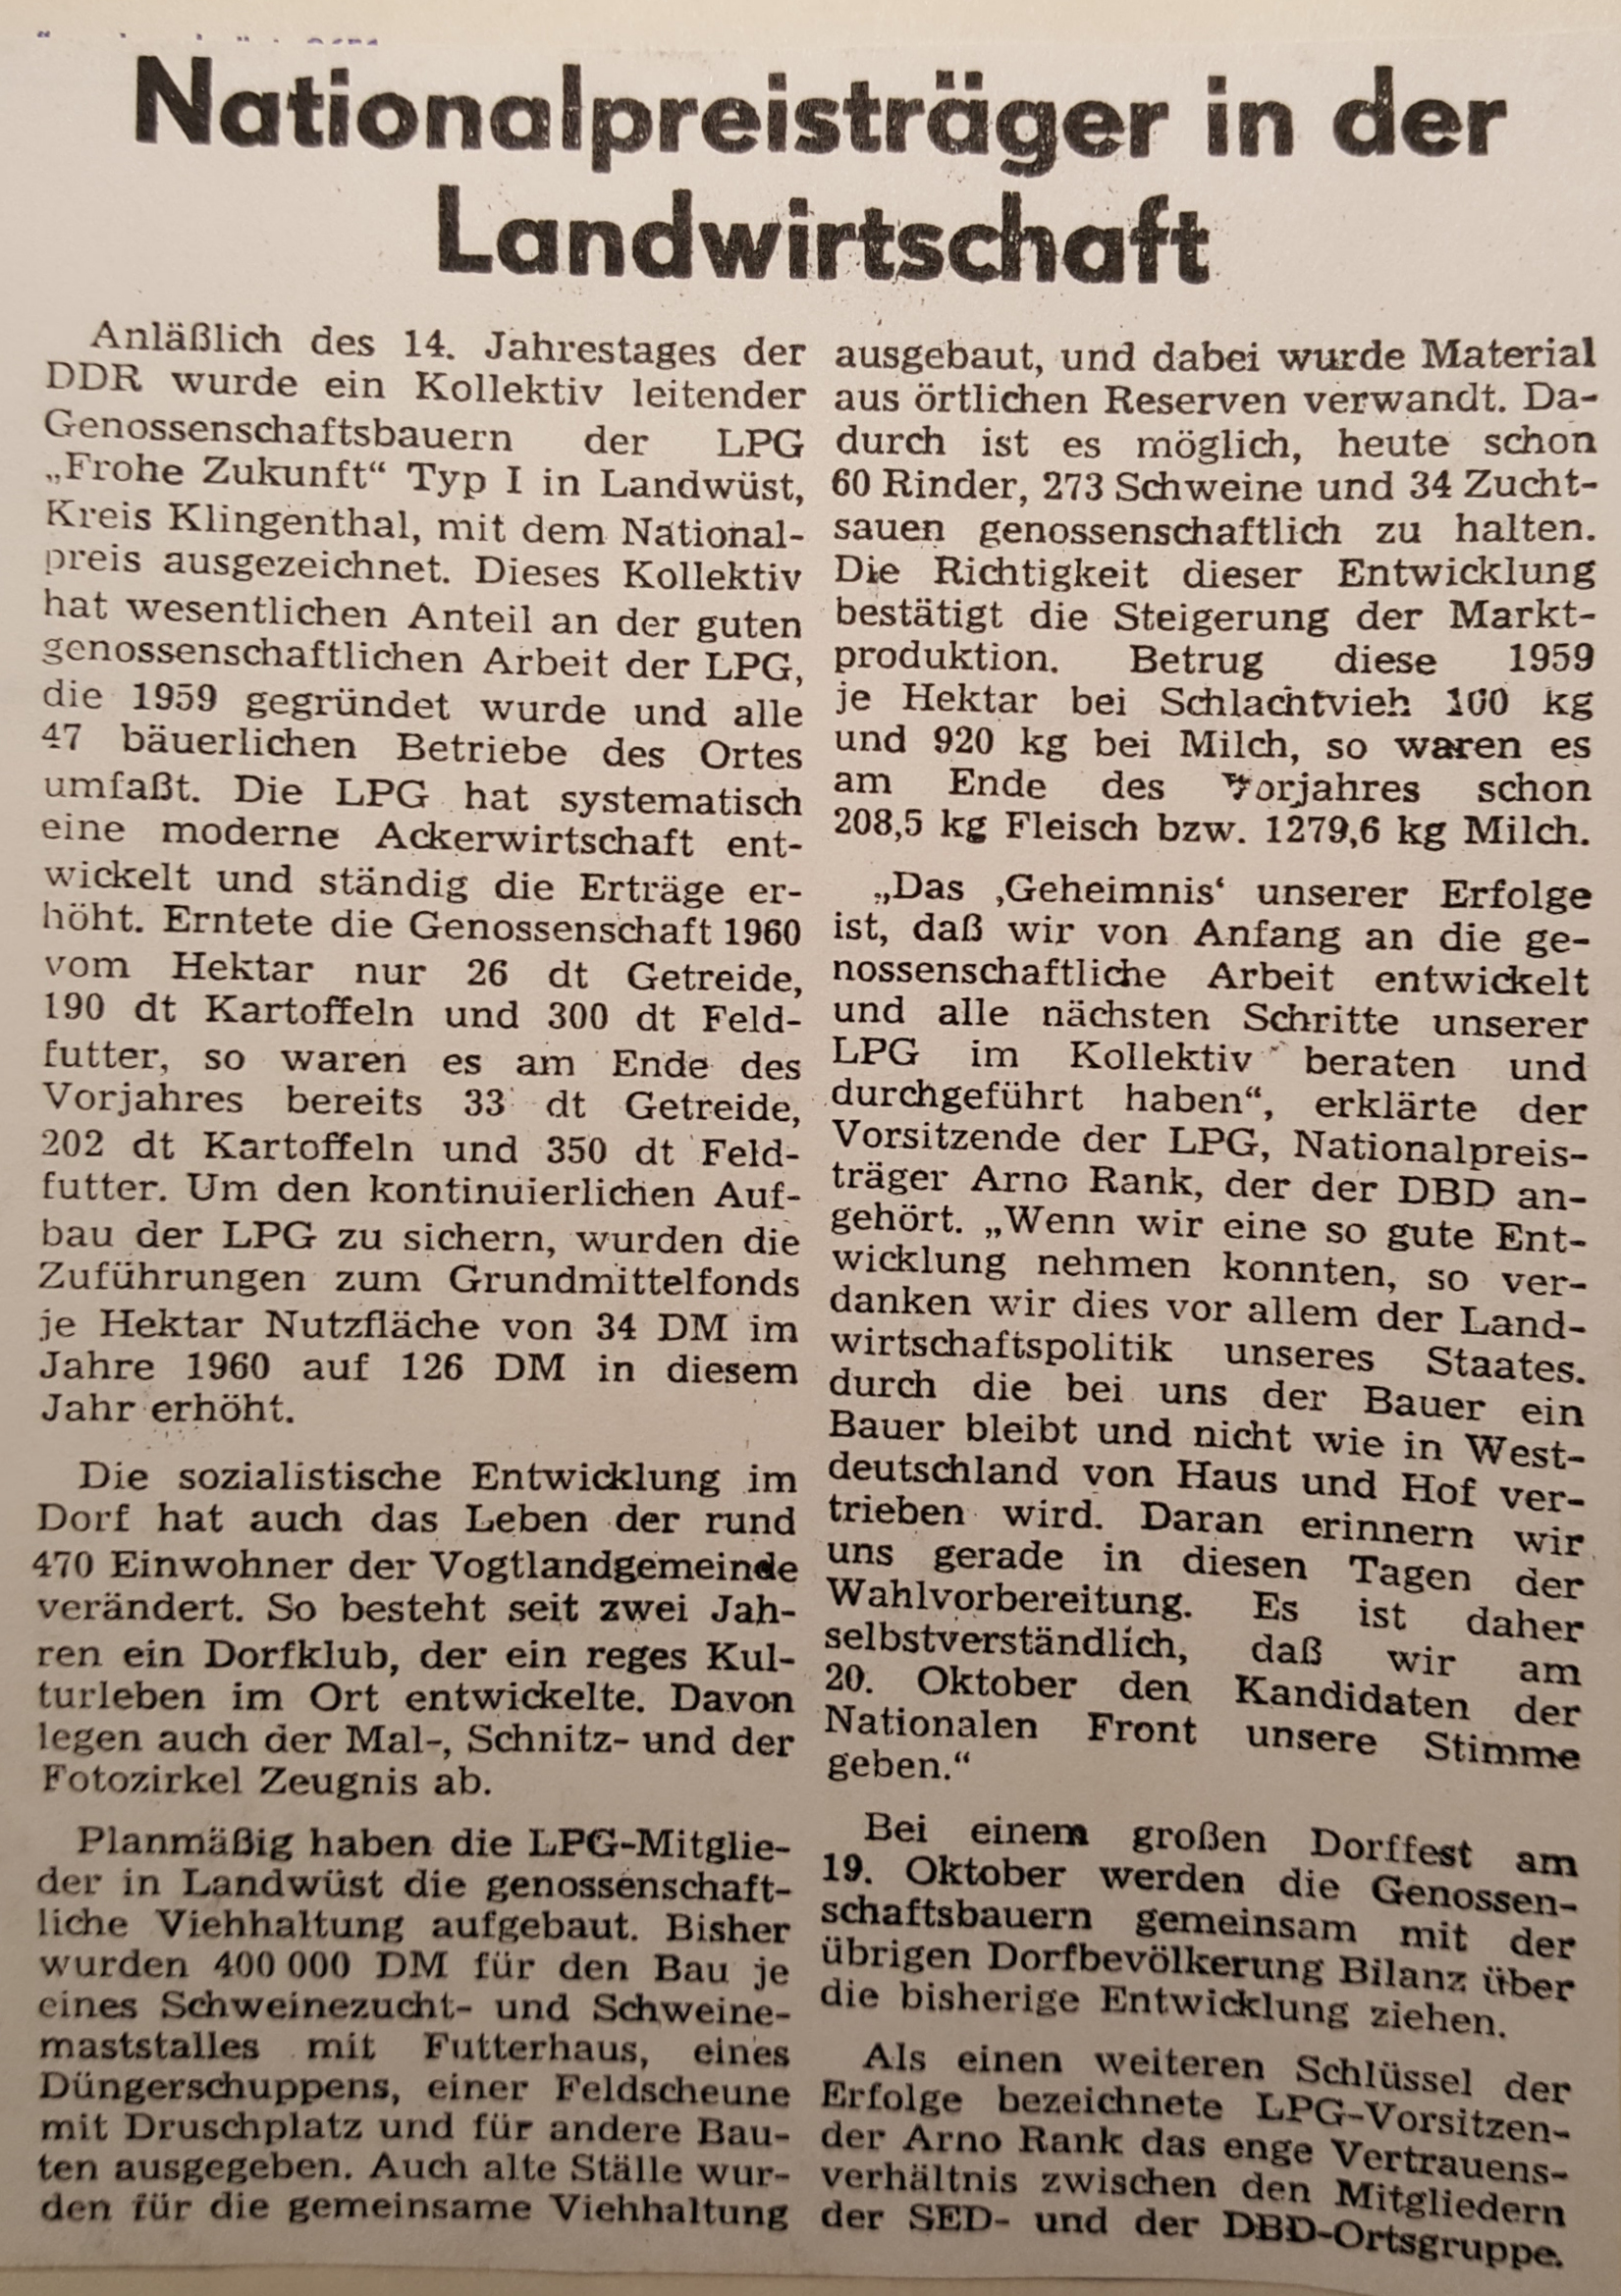 Nationalpreisträger in der
Landwirtschaft
Anläßlich des 14. Jahrestages der
DDR wurde ein Kollektiv leitender
Genossenschaftsbauern der LPG
„Frohe Zukunft“ Typ I in Landwüst,
Kreis Klingenthal, mit dem National-
preis ausgezeichnet. Dieses Kollektiv
hat wesentlichen Anteil an der guten
genossenschaftlichen Arbeit der LPG,
die 1959 gegründet wurde und alle
47 bäuerlichen Betriebe des Ortes
umfaßt. Die LPG hat systematisch
eine moderne Ackerwirtschaft ent-
wickelt und ständig die Erträge er-
höht. Erntete die Genossenschaft 1960
vom Hektar nur 26 dt Getreide,
190 dt Kartoffeln und 300 dt Feld-
futter, so waren es am Ende des
Vorjahres bereits 33 dt Getreide,
202 dt Kartoffeln und 350 dt Feld-
futter. Um den kontinuierlichen Auf-
bau der LPG zu sichern, wurden die
Zuführungen zum Grundmittelfonds
je Hektar Nutzfläche von 34 DM im
Jahre 1960 auf 126 DM in diesem
Jahr erhöht.
Die sozialistische Entwicklung im
Dorf hat auch das Leben der rund
470 Einwohner der Vogtlandgemeinde
verändert. So besteht seit zwei Jah-
ren ein Dorfklub, der ein reges Kul-
turleben im Ort entwickelte. Davon
legen auch der Mal-, Schnitz- und der
Fotozirkel Zeugnis ab.
Planmäßig haben die LPG-Mitglie-
der in Landwüst die genossenschaft-
liche Viehhaltung aufgebaut. Bisher
wurden 400 000 DM für den Bau je
eines Schweinezucht- und Schweine-
maststalles mit Futterhaus, eines
Düngerschuppens, einer Feldscheune
mit Druschplatz und für andere Bau-
ten ausgegeben. Auch alte Ställe wur-
den für die gemeinsame Viehhaltung
ausgebaut, und dabei wurde Material
aus örtlichen Reserven verwandt. Da-
durch ist es möglich, heute schon
60 Rinder, 273 Schweine und 34 Zucht-
sauen genossenschaftlich zu halten.
Die Richtigkeit dieser Entwicklung
bestätigt die Steigerung der Markt-
produktion. Betrug diese 1959
je Hektar bei Schlachtvieh 100 kg
und 920 kg bei Milch, so waren es
am Ende des Vorjahres schon
208,5 kg Fleisch bzw. 1279,6 kg Milch.
„Das ‚Geheimnis‘ unserer Erfolge
ist, daß wir von Anfang an die ge-
nossenschaftliche Arbeit entwickelt
und alle nächsten Schritte unserer
LPG im Kollektiv beraten und
durchgeführt haben“, erklärte der
Vorsitzende der LPG, Nationalpreis-
träger Arno Rank, der der DBD an-
gehört. „Wenn wir eine so gute Ent-
wicklung nehmen konnten, so ver-
danken wir dies vor allem der Land-
wirtschaftspolitik unseres Staates.
durch die bei uns der Bauer ein
Bauer bleibt und nicht wie in West-
deutschland von Haus und Hof ver-
trieben wird. Daran erinnern wir
uns gerade in diesen Tagen der
Wahlvorbereitung. Es ist daher
selbstverständlich, daß wir am
20. Oktober den Kandidaten der
Nationalen Front unsere Stimme
geben.“
Bei einem großen Dorffest am
19. Oktober werden die Genossen-
schaftsbauern gemeinsam mit der
übrigen Dorfbevölkerung Bilanz über
die bisherige Entwicklung ziehen.
Als einen weiteren Schlüssel der
Erfolge bezeichnete LPG-Vorsitzen-
der Arno Rank das enge Vertrauens-
verhältnis zwischen den Mitgliedern
der SED- und der DBD-Ortsgruppe.